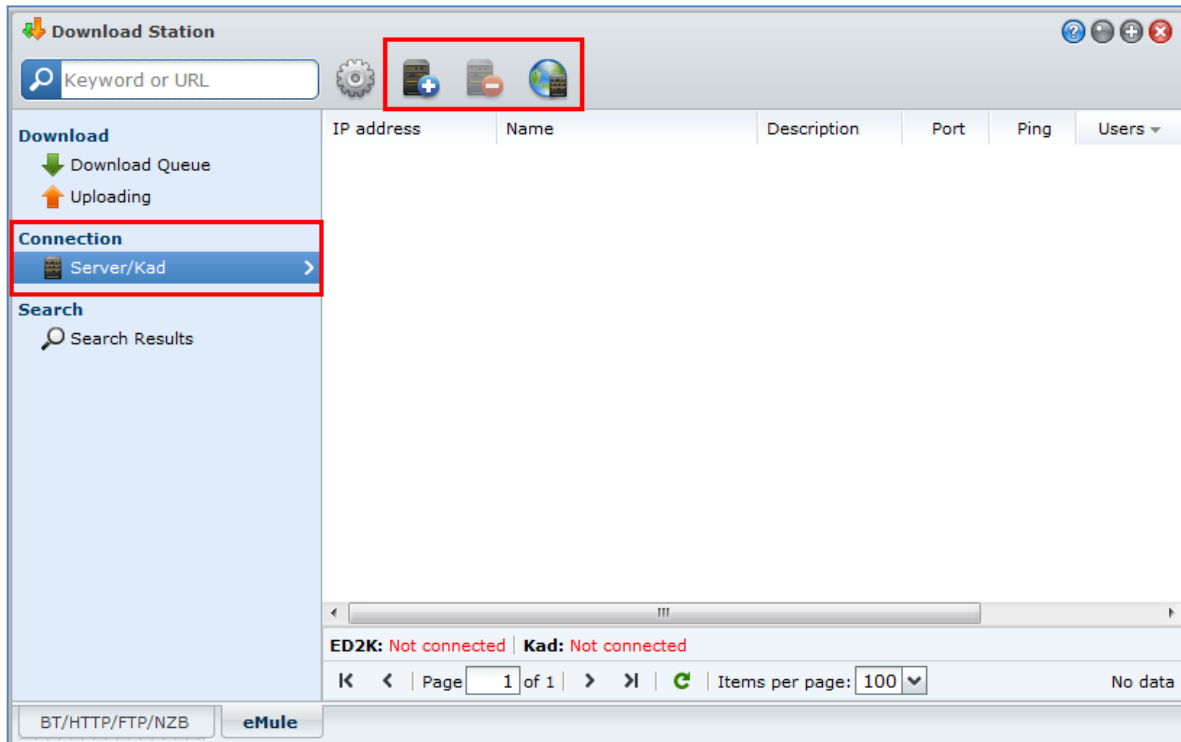 Download Station
Keyword or URL
Download
Download Queue
Uploading
Connection
Server/Kad
Search
Search Results
IP address Name Description Port Ping Users
ED2K: Not connected Kad: Not connected
Page 1 of 1 Items per page: 100 No data
BT/HTTP/FTP/NZB eMule